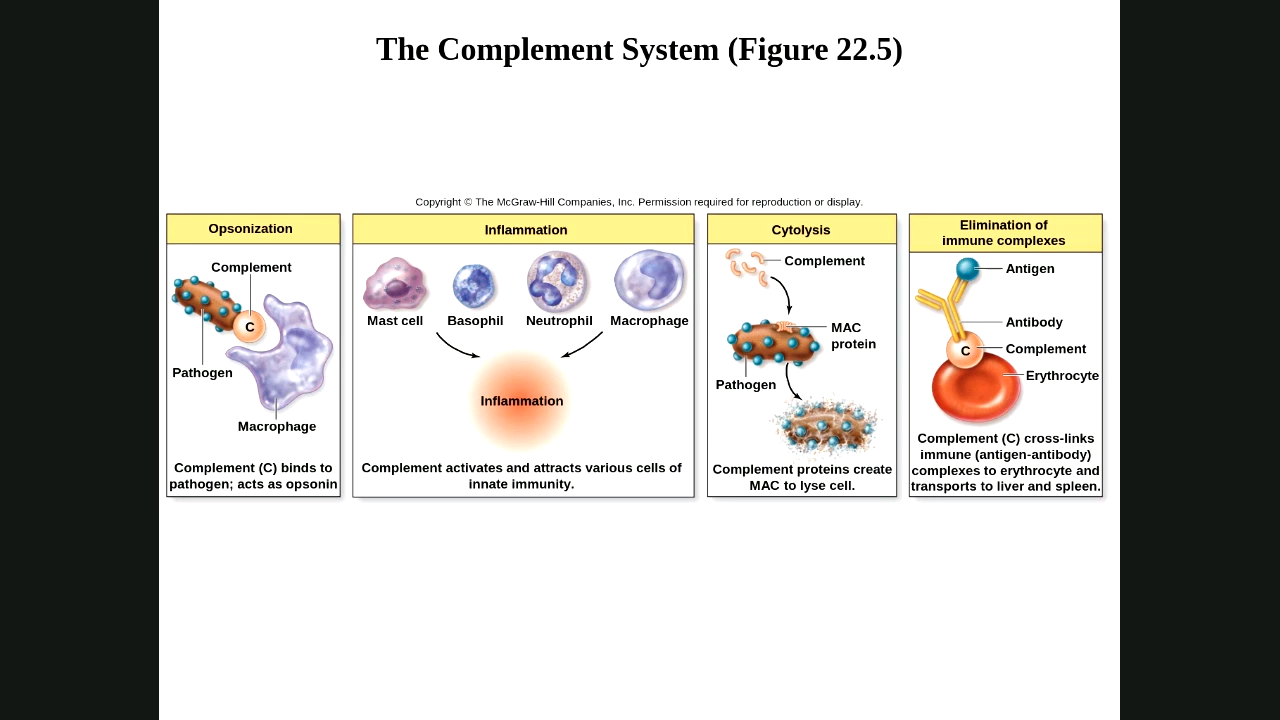 The Complement System (Figure 22.5)
Copyright © The McGraw-Hill Companies, Inc. Permission required for reproduction or display.
Opsonization
Complement
C
Pathogen
Macrophage
Complement (C) binds to
pathogen; acts as opsonin
Inflammation
Mast cell
Basophil
Neutrophil
Macrophage
Inflammation
Complement activates and attracts various cells of
innate immunity.
Cytolysis
Complement
MAC
protein
Pathogen
Complement proteins create
MAC to lyse cell.
Elimination of
immune complexes
Antigen
Antibody
C
Complement
Erythrocyte
Complement (C) cross-links
immune (antigen-antibody)
complexes to erythrocyte and
transports to liver and spleen.